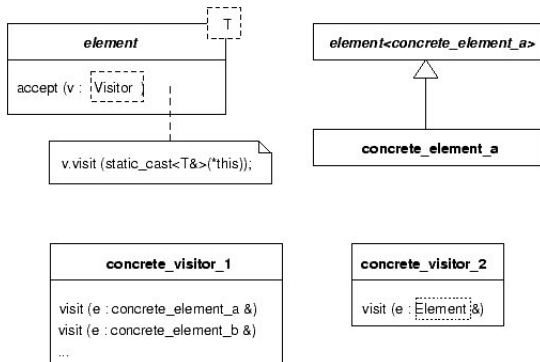 T
element
accept (v : Visitor )
v.visit (static_cast<T&>(*this));
element<concrete_element_a>
concrete_element_a
concrete_visitor_1
visit (e : concrete_element_a &)
visit (e : concrete_element_b &)
...
concrete_visitor_2
visit (e : Element &)